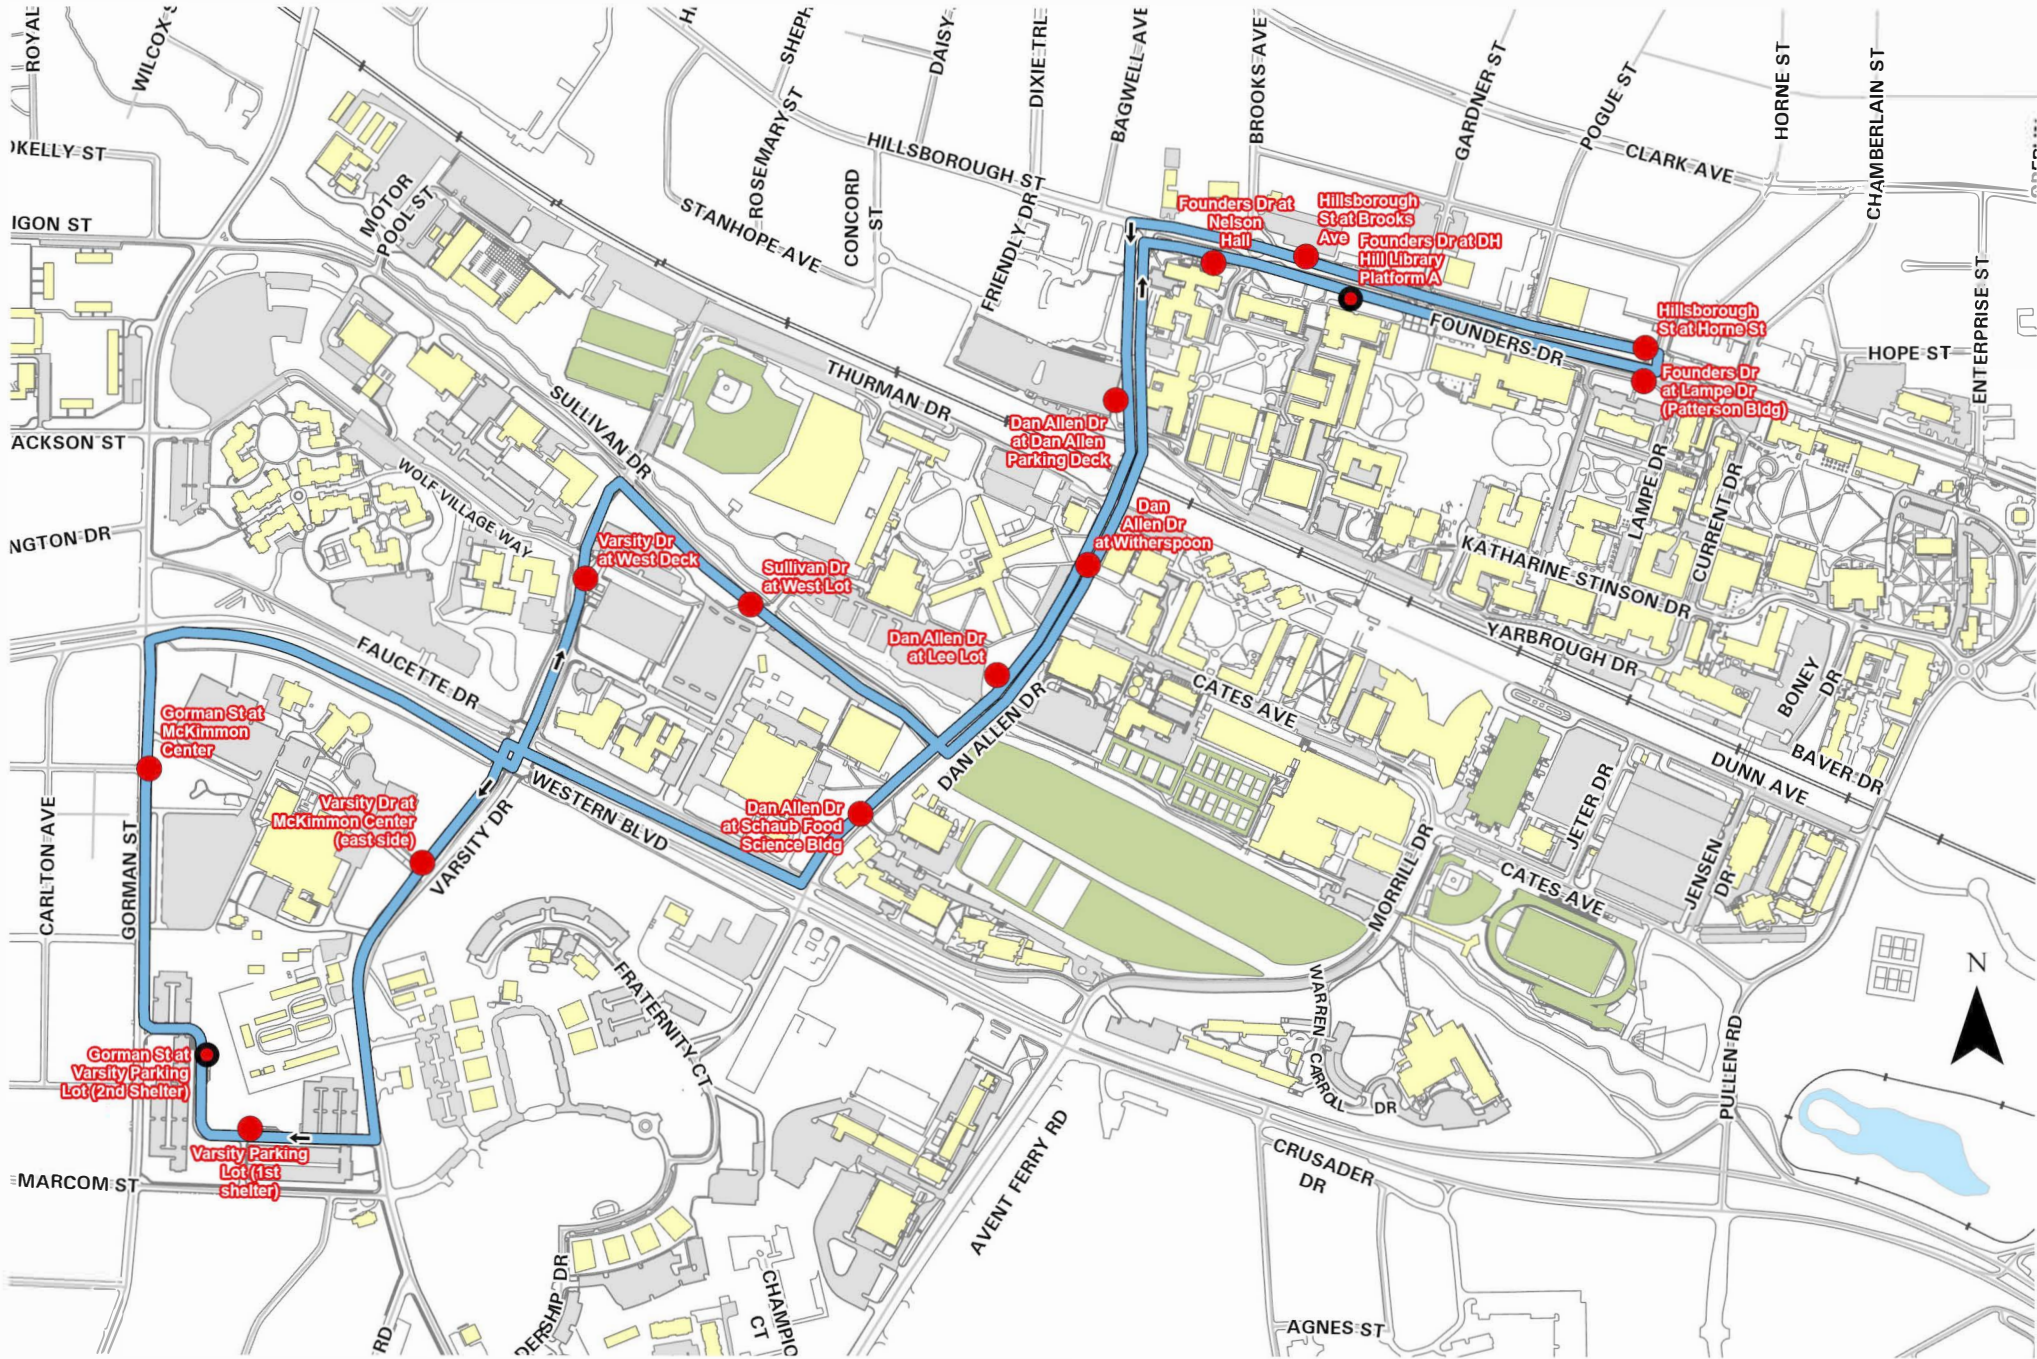 ROYAL
WILCOX S
H
SHEPH
DAISY
DIXIE TRL
BAGWELL AVE
BROOKS AVE
GARDNER ST
POGUE ST
HORNE ST
CHAMBERLAIN ST
OKELLY ST
HILLSBOROUGH ST
CLARK AVE
MOTOR
POOL ST
ROSEMARY ST
CONCORD
ST
STANHOPE AVE
IGON ST
FRIENDLY DR
Founders Dr at
Nelson
Hall
Hillsborough
St at Brooks
Ave
Founders Dr at DH
Hill Library
Platform A
ENTERPRISE ST
Hillsborough
St at Horne St
FOUNDERS DR
HOPE ST
Founders Dr
at Lampe Dr
(Patterson Bldg)
THURMAN DR
SULLIVAN DR
Dan Allen Dr
at Dan Allen
Parking Deck
ACKSON ST
WOLF VILLAGE WAY
LAMPE DR
CURRENT DR
NGTON DR
Varsity Dr
at West Deck
Sullivan Dr
at West Lot
Dan
Allen Dr
at Witherspoon
KATHARINE STINSON DR
YARBROUGH DR
Dan Allen Dr
at Lee Lot
FAUCETTE DR
CATES AVE
BONEY
DR
DAN ALLEN DR
Gorman St at
McKimmon
Center
DUNN AVE
BAVER DR
WESTERN BLVD
Varsity Dr at
McKimmon Center
(east side)
Dan Allen Dr
at Schaub Food
Science Bldg
VARSITY DR
CARLTON AVE
GORMAN ST
JETER DR
JENSEN
DR
MORRILL DR
CATES AVE
N
FRATERNITY CT
WARREN CARROLL
DR
PULLEN RD
Gorman St at
Varsity Parking
Lot (2nd Shelter)
Varsity Parking
Lot (1st
shelter)
MARCOM ST
AVENT FERRY RD
CRUSADER
DR
DERSHIP DR
CHAMPIO
CT
RD
AGNES ST